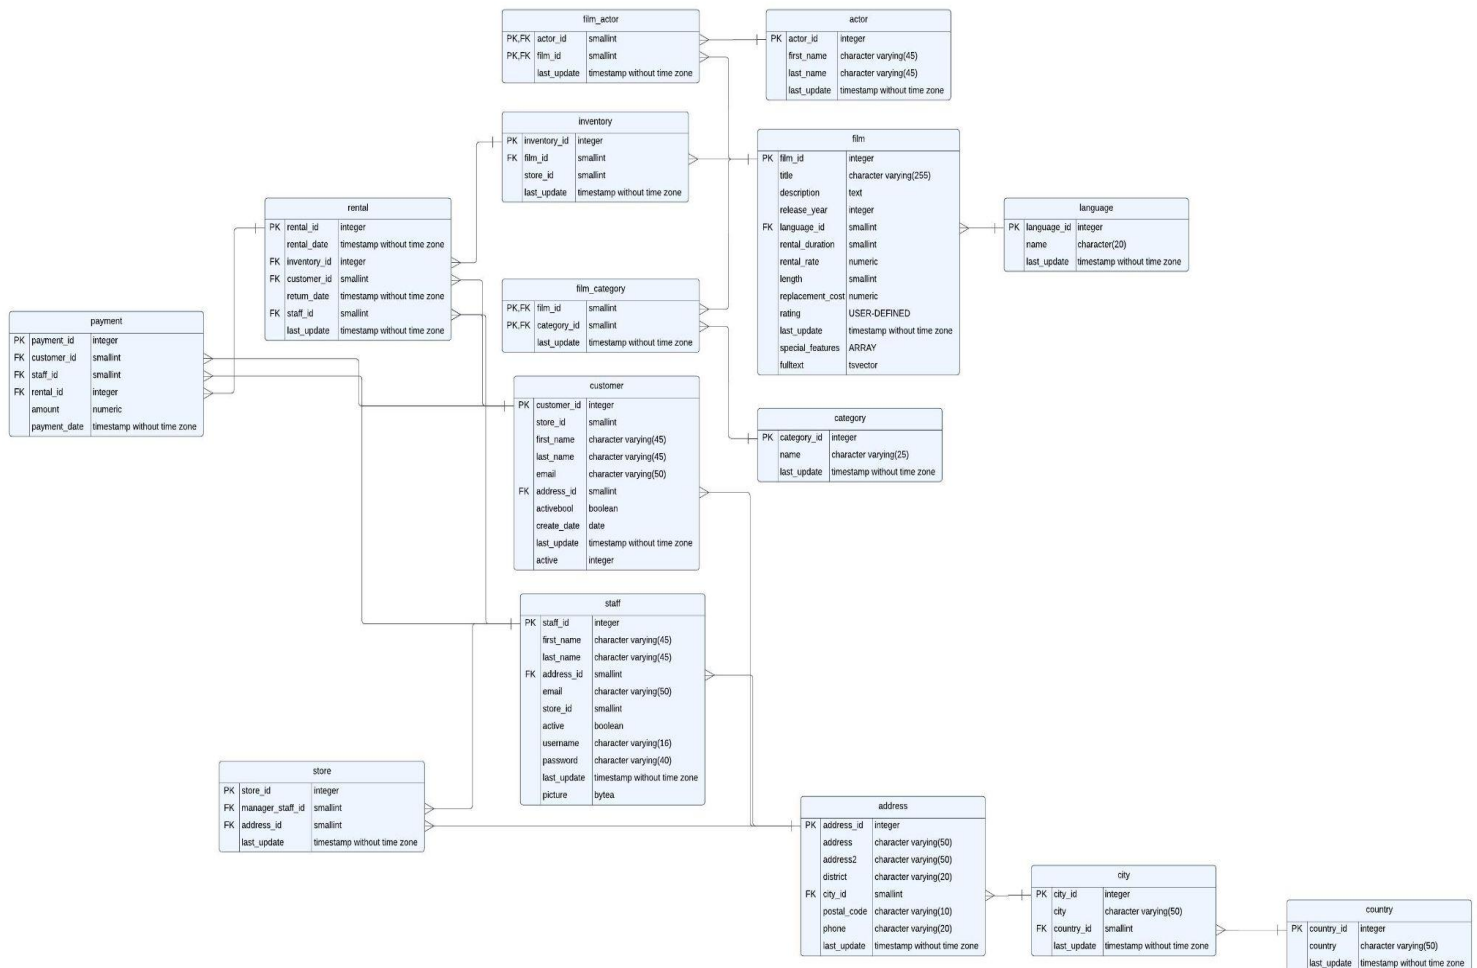 film_actor
PK,FK actor_id smallint
PK,FK film_id smallint
last_update timestamp without time zone
actor
PK actor_id integer
first_name character varying(45)
last_name character varying(45)
last_update timestamp without time zone
inventory
PK inventory_id integer
FK film_id smallint
store_id smallint
last_update timestamp without time zone
film
PK film_id integer
title character varying(255)
description text
release_year integer
FK language_id smallint
rental_duration smallint
rental_rate numeric
length smallint
replacement_cost numeric
rating USER-DEFINED
last_update timestamp without time zone
special_features ARRAY
fulltext tsvector
language
PK language_id integer
name character(20)
last_update timestamp without time zone
rental
PK rental_id integer
rental_date timestamp without time zone
FK inventory_id integer
FK customer_id smallint
return_date timestamp without time zone
FK staff_id smallint
last_update timestamp without time zone
film_category
PK,FK film_id smallint
PK,FK category_id smallint
last_update timestamp without time zone
payment
PK payment_id integer
FK customer_id smallint
FK staff_id smallint
FK rental_id integer
amount numeric
payment_date timestamp without time zone
customer
PK customer_id integer
store_id smallint
first_name character varying(45)
last_name character varying(45)
email character varying(50)
FK address_id smallint
activebool boolean
create_date date
last_update timestamp without time zone
active integer
category
PK category_id integer
name character varying(25)
last_update timestamp without time zone
staff
PK staff_id integer
first_name character varying(45)
last_name character varying(45)
FK address_id smallint
email character varying(50)
store_id smallint
active boolean
username character varying(16)
password character varying(40)
last_update timestamp without time zone
picture bytea
store
PK store_id integer
FK manager_staff_id smallint
FK address_id smallint
last_update timestamp without time zone
address
PK address_id integer
address character varying(50)
address2 character varying(50)
district character varying(20)
FK city_id smallint
postal_code character varying(10)
phone character varying(20)
last_update timestamp without time zone
city
PK city_id integer
city character varying(50)
FK country_id smallint
last_update timestamp without time zone
country
PK country_id integer
country character varying(50)
last_update timestamp without time zone